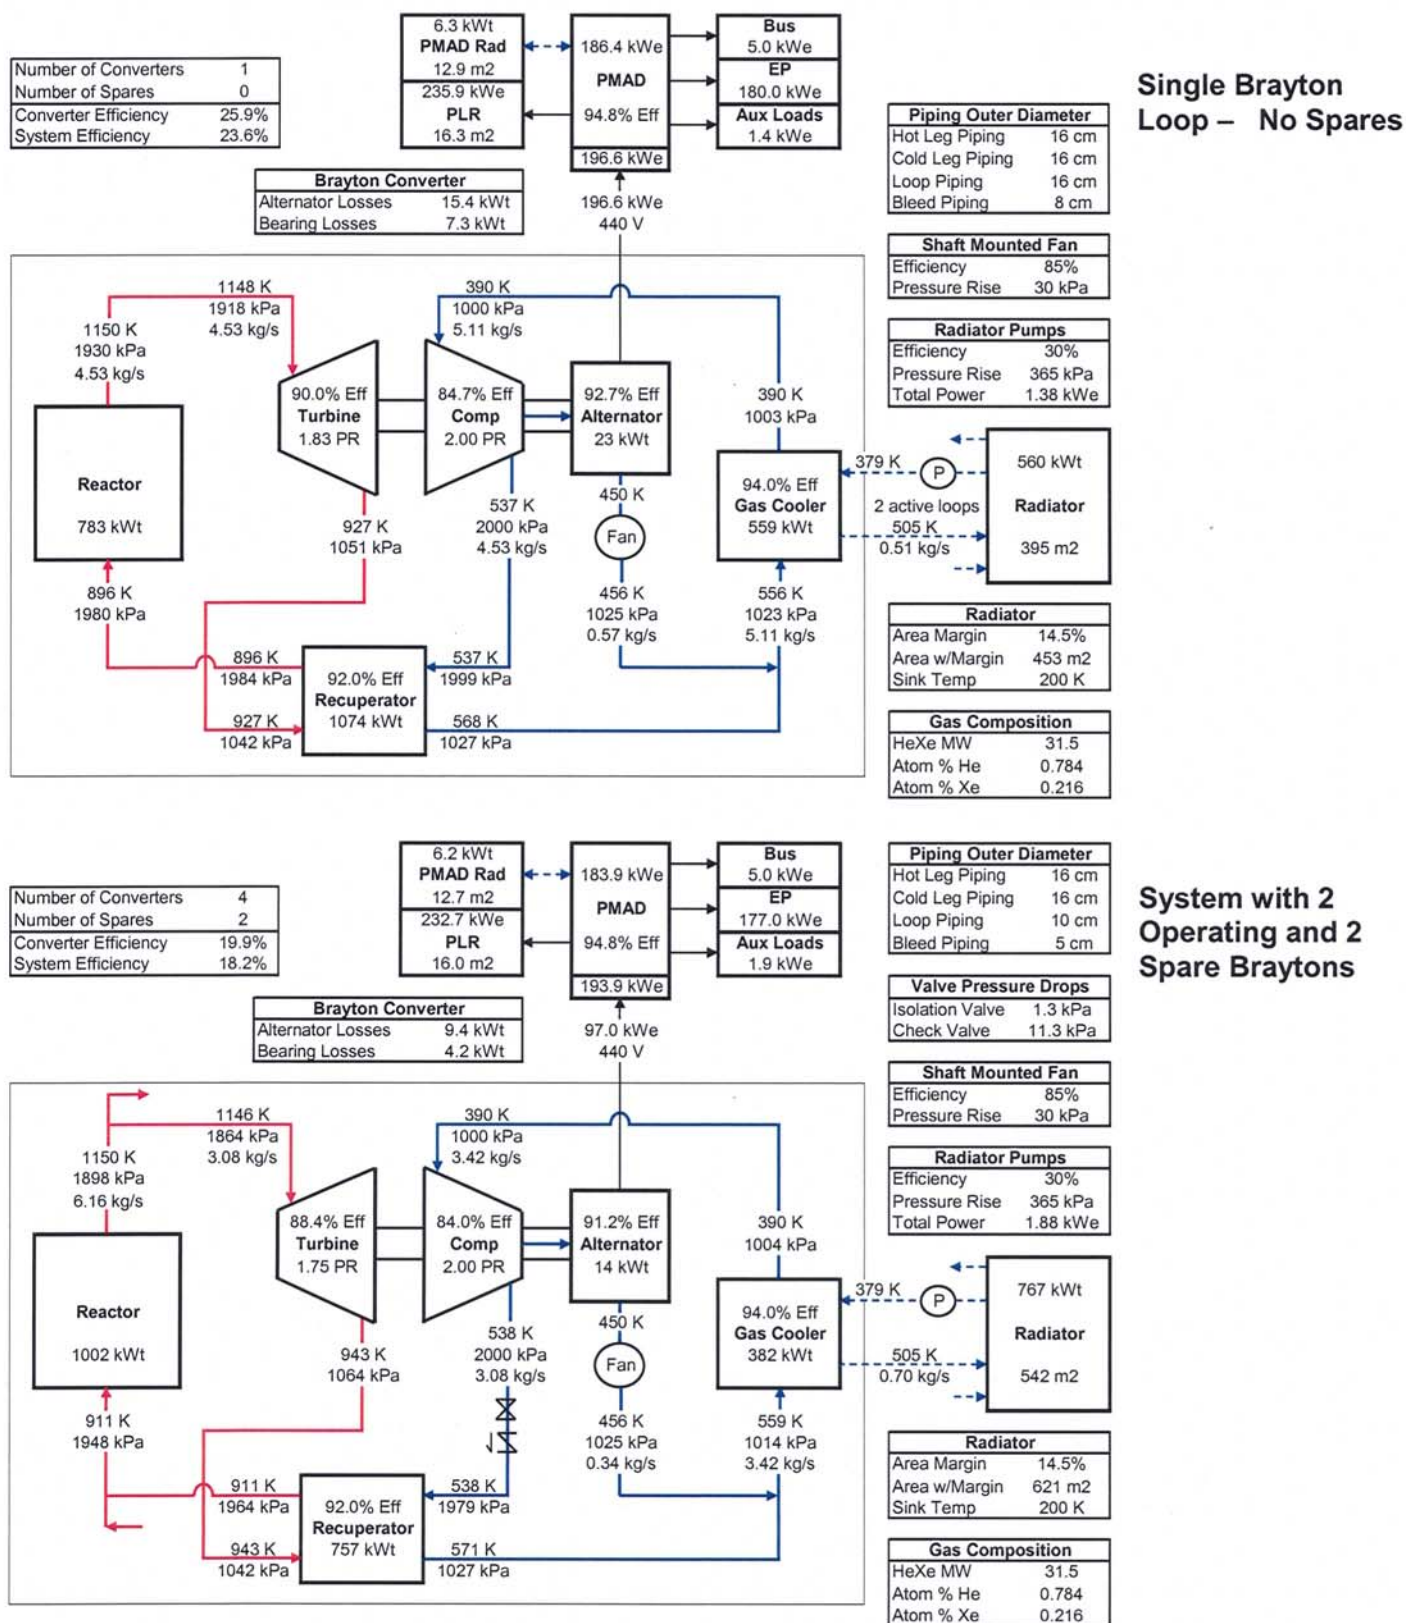 Single Brayton
Loop – No Spares
Number of Converters 1
Number of Spares 0
Converter Efficiency 25.9%
System Efficiency 23.6%
6.3 kWt
PMAD Rad
12.9 m2
235.9 kWe
PLR
16.3 m2
186.4 kWe
PMAD
94.8% Eff
196.6 kWe
Bus
5.0 kWe
EP
180.0 kWe
Aux Loads
1.4 kWe
Brayton Converter
Alternator Losses 15.4 kWt
Bearing Losses 7.3 kWt
196.6 kWe
440 V
Piping Outer Diameter
Hot Leg Piping 16 cm
Cold Leg Piping 16 cm
Loop Piping 16 cm
Bleed Piping 8 cm
Shaft Mounted Fan
Efficiency 85%
Pressure Rise 30 kPa
Radiator Pumps
Efficiency 30%
Pressure Rise 365 kPa
Total Power 1.38 kWe
1148 K
1918 kPa
4.53 kg/s
390 K
1000 kPa
5.11 kg/s
1150 K
1930 kPa
4.53 kg/s
90.0% Eff
Turbine
1.83 PR
84.7% Eff
Comp
2.00 PR
92.7% Eff
Alternator
23 kWt
390 K
1003 kPa
Reactor
783 kWt
927 K
1051 kPa
537 K
2000 kPa
4.53 kg/s
450 K
Fan
94.0% Eff
Gas Cooler
559 kWt
379 K
P
2 active loops
505 K
0.51 kg/s
560 kWt
Radiator
395 m2
896 K
1980 kPa
456 K
1025 kPa
0.57 kg/s
556 K
1023 kPa
5.11 kg/s
896 K
1984 kPa
92.0% Eff
Recuperator
1074 kWt
537 K
1999 kPa
927 K
1042 kPa
568 K
1027 kPa
Radiator
Area Margin 14.5%
Area w/Margin 453 m2
Sink Temp 200 K
Gas Composition
HeXe MW 31.5
Atom % He 0.784
Atom % Xe 0.216
System with 2
Operating and 2
Spare Braytons
Number of Converters 4
Number of Spares 2
Converter Efficiency 19.9%
System Efficiency 18.2%
6.2 kWt
PMAD Rad
12.7 m2
232.7 kWe
PLR
16.0 m2
183.9 kWe
PMAD
94.8% Eff
193.9 kWe
Bus
5.0 kWe
EP
177.0 kWe
Aux Loads
1.9 kWe
Brayton Converter
Alternator Losses 9.4 kWt
Bearing Losses 4.2 kWt
97.0 kWe
440 V
Piping Outer Diameter
Hot Leg Piping 16 cm
Cold Leg Piping 16 cm
Loop Piping 10 cm
Bleed Piping 5 cm
Valve Pressure Drops
Isolation Valve 1.3 kPa
Check Valve 11.3 kPa
Shaft Mounted Fan
Efficiency 85%
Pressure Rise 30 kPa
Radiator Pumps
Efficiency 30%
Pressure Rise 365 kPa
Total Power 1.88 kWe
1146 K
1864 kPa
3.08 kg/s
390 K
1000 kPa
3.42 kg/s
1150 K
1898 kPa
6.16 kg/s
88.4% Eff
Turbine
1.75 PR
84.0% Eff
Comp
2.00 PR
91.2% Eff
Alternator
14 kWt
390 K
1004 kPa
Reactor
1002 kWt
943 K
1064 kPa
538 K
2000 kPa
3.08 kg/s
450 K
Fan
94.0% Eff
Gas Cooler
382 kWt
379 K
P
505 K
0.70 kg/s
767 kWt
Radiator
542 m2
911 K
1948 kPa
456 K
1025 kPa
0.34 kg/s
559 K
1014 kPa
3.42 kg/s
911 K
1964 kPa
92.0% Eff
Recuperator
757 kWt
538 K
1979 kPa
943 K
1042 kPa
571 K
1027 kPa
Radiator
Area Margin 14.5%
Area w/Margin 621 m2
Sink Temp 200 K
Gas Composition
HeXe MW 31.5
Atom % He 0.784
Atom % Xe 0.216